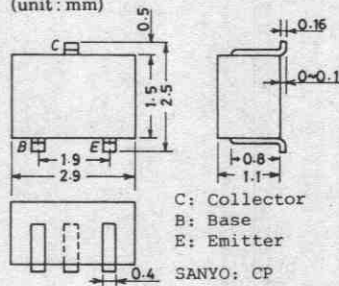 (unit: mm)
0.5
C
1.5
2.5
B
E
1.9
2.9
0.16
0~0.1
0.8
1.1
0.4
C: Collector
B: Base
E: Emitter
SANYO: CP